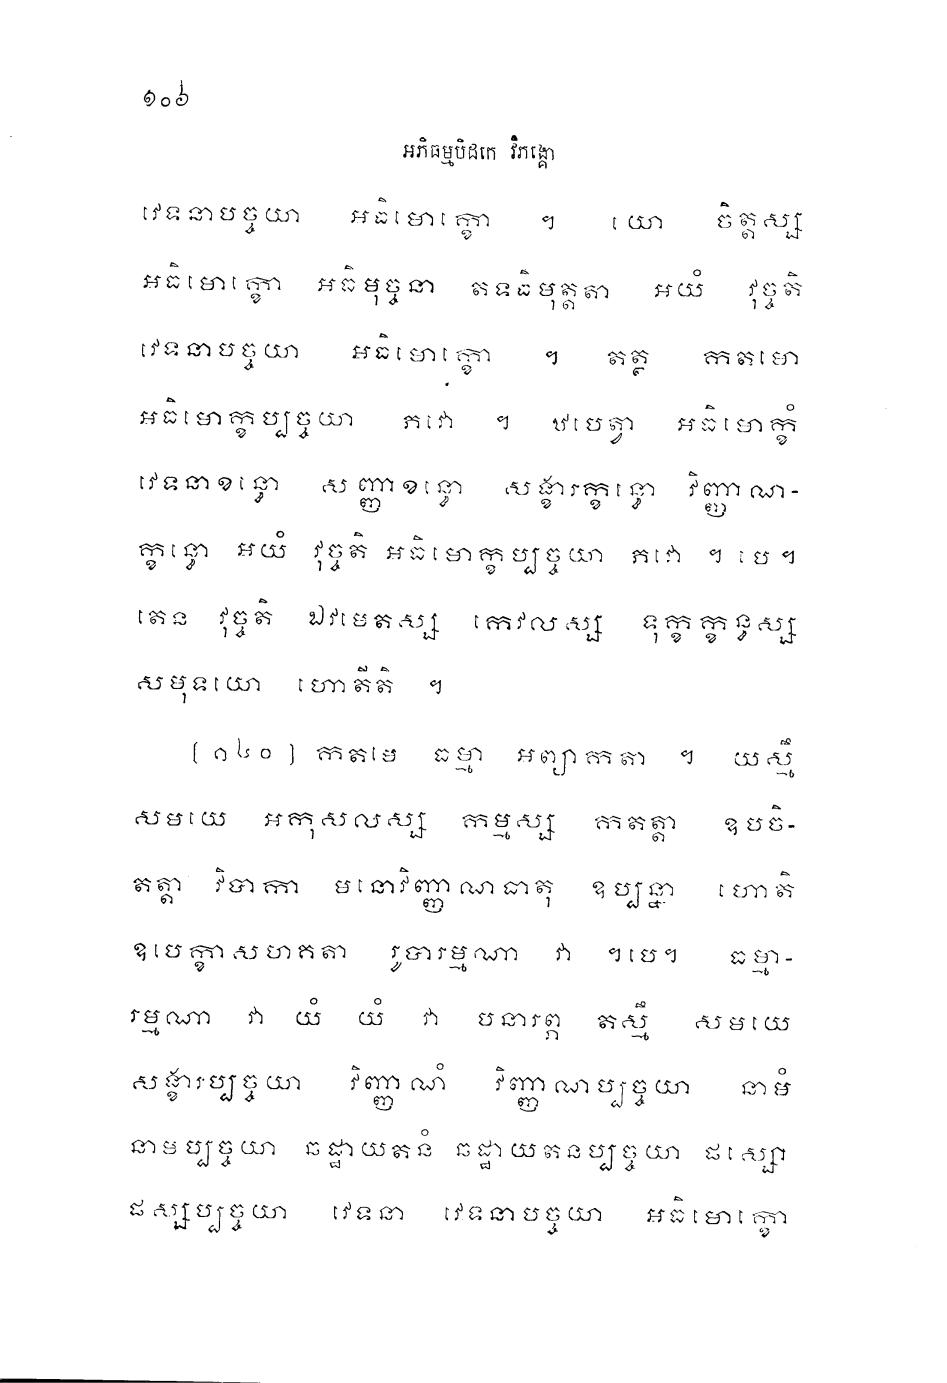 ១០៦
អភិធម្មបិដកេ វិភង្គោ
វេទនាបច្ចយា អធិមោក្ខោ ។ យោ ចិត្តស្ស
អធិមោក្ខោ អធិមុច្ចនា តទធិមុត្តតា អយំ វុច្ចតិ
វេទនាបច្ចយា អធិមោក្ខោ ។ តត្ថ កតមោ
អធិមោក្ខប្បច្ចយា ភវោ ។ ឋបេត្វា អធិមោក្ខំ
វេទនាខន្ធោ សញ្ញាខន្ធោ សង្ខារក្ខន្ធោ វិញ្ញាណ-
ក្ខន្ធោ អយំ វុច្ចតិ អធិមោក្ខប្បច្ចយា ភវោ ។ បេ ។
តេន វុច្ចតិ ឯវមេតស្ស កេវលស្ស ទុក្ខក្ខន្ធស្ស
សមុទយោ ហោតីតិ ។
[១៤០] កតមេ ធម្មា អព្យាកតា ។ យស្មឹ
សមយេ អកុសលស្ស កម្មស្ស កតត្តា ឧបចិ-
តត្តា វិបាកា មនោវិញ្ញាណធាតុ ឧប្បន្នា ហោតិ
ឧបេក្ខាសហគតា រូបារម្មណា វា ។បេ។ ធម្មា-
រម្មណា វា យំ យំ វា បនារព្ភ តស្មឹ សមយេ
សង្ខារប្បច្ចយា វិញ្ញាណំ វិញ្ញាណប្បច្ចយា នាមំ
នាមប្បច្ចយា ឆដ្ឋាយតនំ ឆដ្ឋាយតនប្បច្ចយា ផស្សោ
ផស្សប្បច្ចយា វេទនា វេទនាបច្ចយា អធិមោក្ខោ